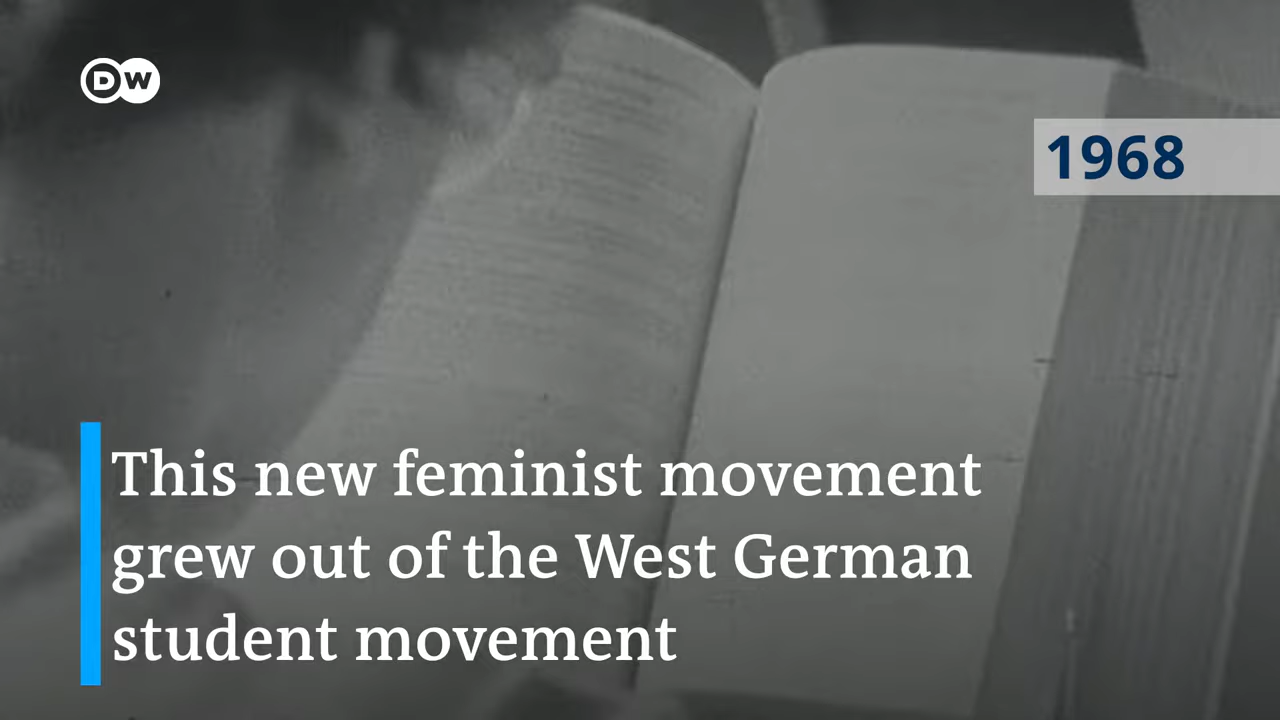 DW
1968
This new feminist movement
grew out of the West German
student movement